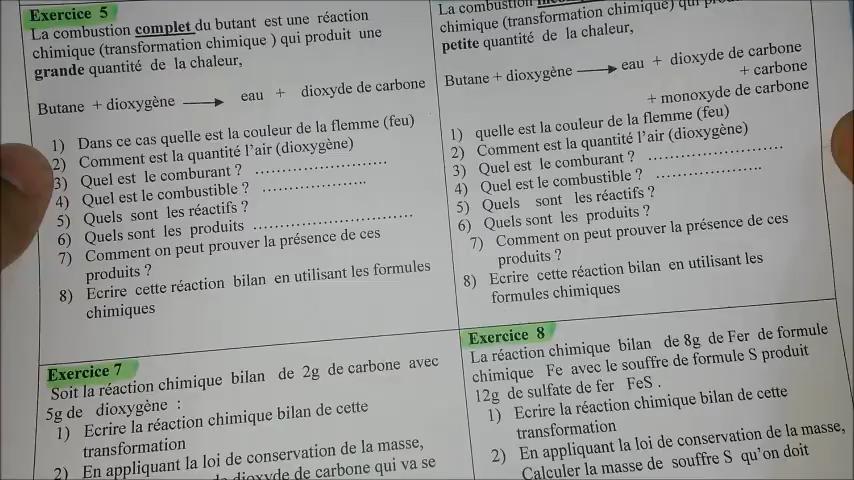 Exercice 5
La combustion complet du butant est une réaction
chimique (transformation chimique ) qui produit une
grande quantité de la chaleur,
Butane + dioxygène → eau + dioxyde de carbone
1) Dans ce cas quelle est la couleur de la flemme (feu)
2) Comment est la quantité l'air (dioxygène)
3) Quel est le comburant ? ........................
4) Quel est le combustible ? ...................
5) Quels sont les réactifs ?
6) Quels sont les produits .............................
7) Comment on peut prouver la présence de ces
produits ?
8) Ecrire cette réaction bilan en utilisant les formules
chimiques
La combustion
chimique (transformation chimique) qui
petite quantité de la chaleur,
Butane + dioxygène → eau + dioxyde de carbone
+ carbone
+ monoxyde de carbone
1) quelle est la couleur de la flemme (feu)
2) Comment est la quantité l'air (dioxygène)
3) Quel est le comburant ? ........................
4) Quel est le combustible ? ...................
5) Quels sont les réactifs ?
6) Quels sont les produits ?
7) Comment on peut prouver la présence de ces
produits ?
8) Ecrire cette réaction bilan en utilisant les
formules chimiques
Exercice 7
Soit la réaction chimique bilan de 2g de carbone avec
5g de dioxygène :
1) Ecrire la réaction chimique bilan de cette
transformation
2) En appliquant la loi de conservation de la masse,
dioxyde de carbone qui va se
Exercice 8
La réaction chimique bilan de 8g de Fer de formule
chimique Fe avec le souffre de formule S produit
12g de sulfate de fer FeS .
1) Ecrire la réaction chimique bilan de cette
transformation
2) En appliquant la loi de conservation de la masse,
Calculer la masse de souffre S qu'on doit